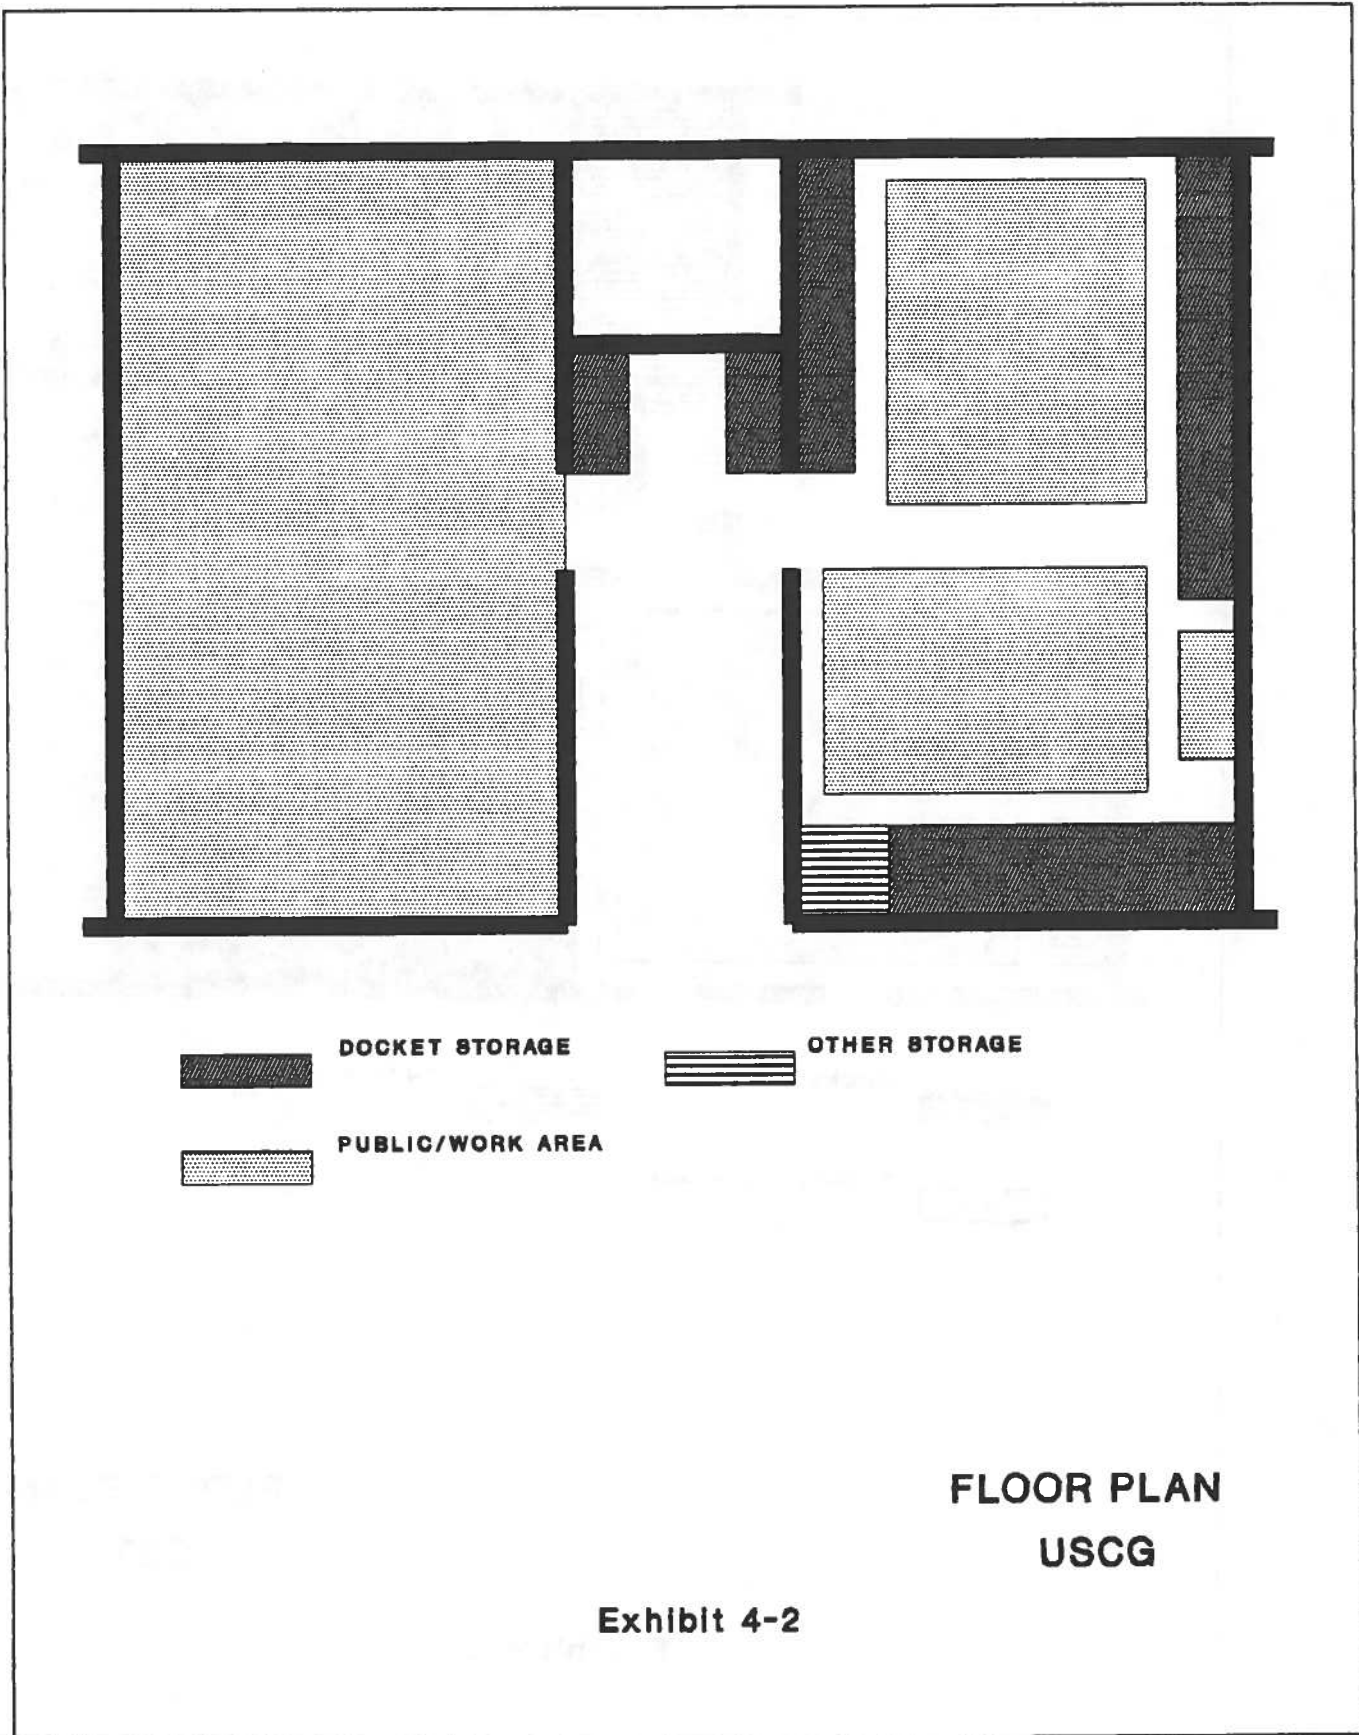 DOCKET STORAGE
OTHER STORAGE
PUBLIC/WORK AREA
FLOOR PLAN
USCG
Exhibit 4-2